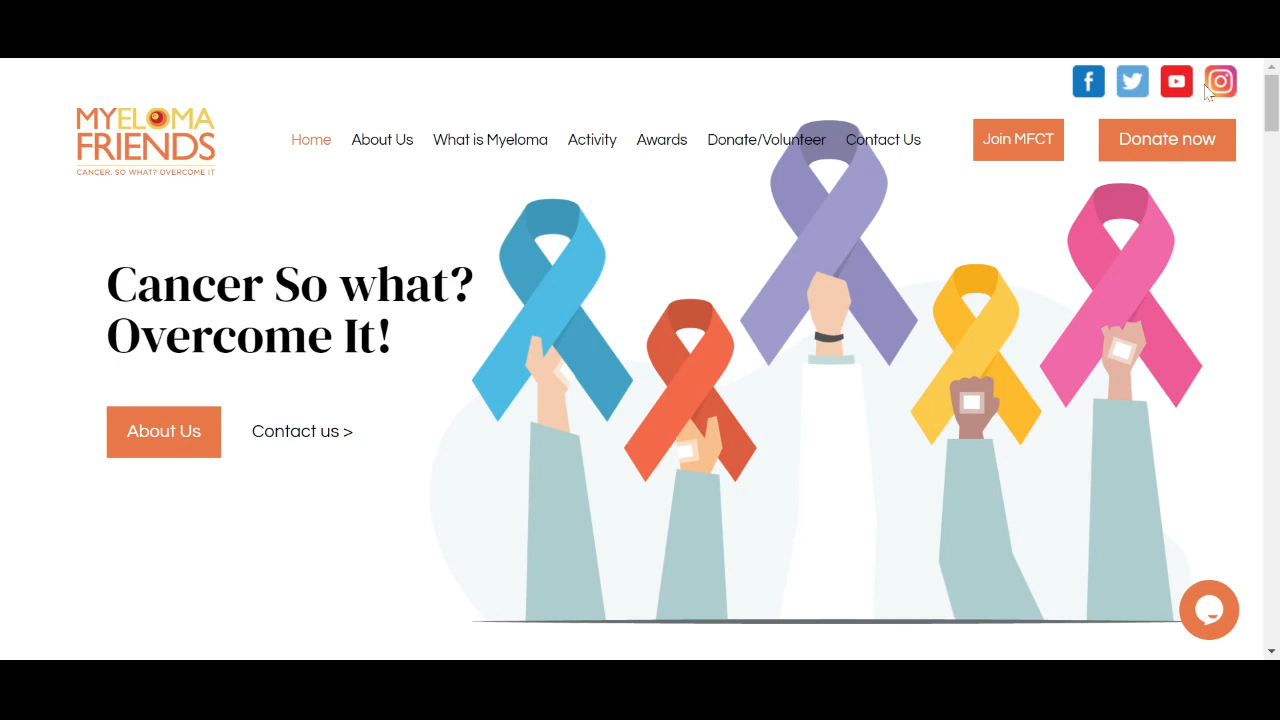 MYELOMA
FRIENDS
CANCER. SO WHAT? OVERCOME IT
Home About Us What is Myeloma Activity Awards Donate/Volunteer Contact Us Join MFCT Donate now
Cancer So what?
Overcome It!
About Us Contact us >